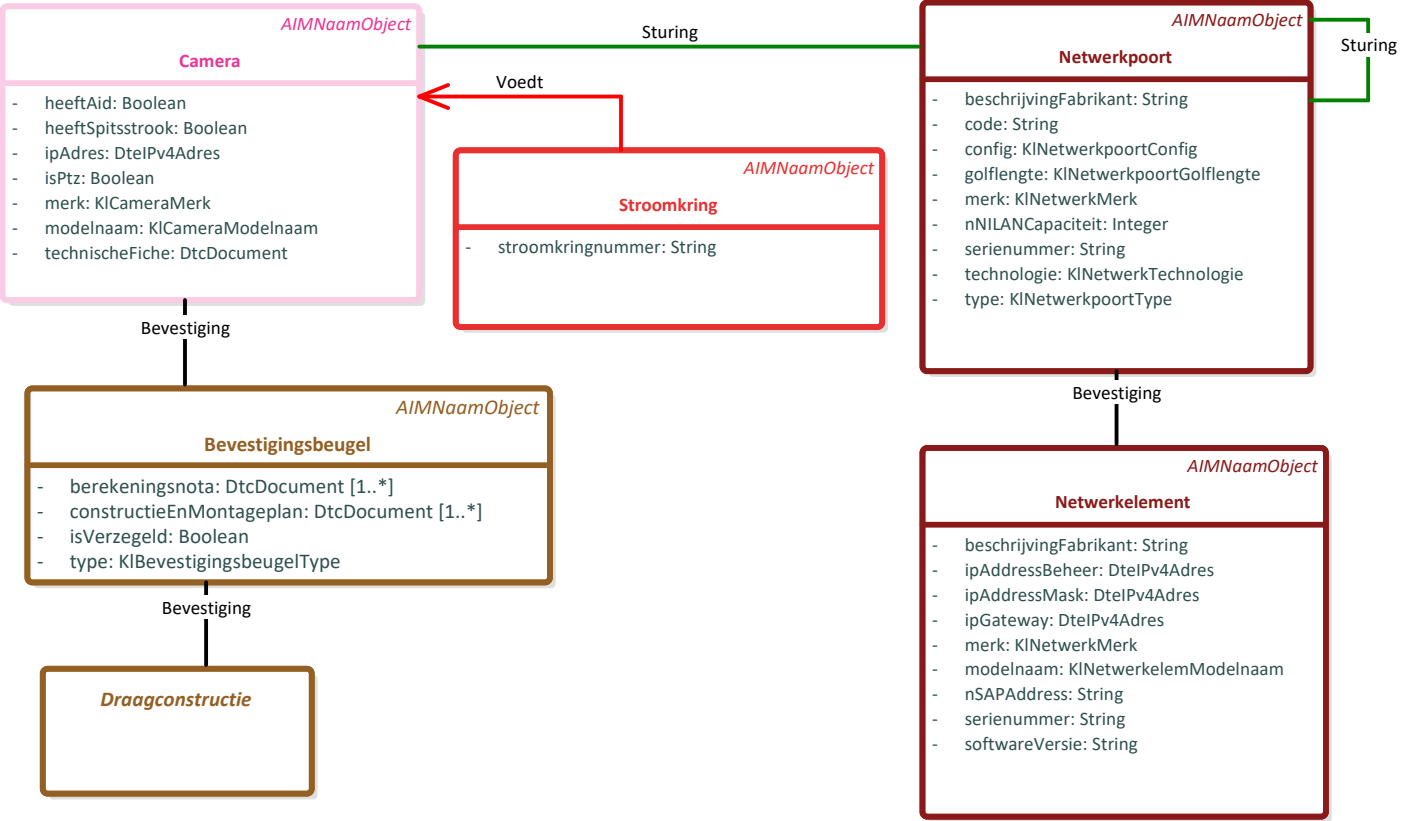 AIMNaamObject
Camera
- heeftAid: Boolean
- heeftSpitsstrook: Boolean
- ipAdres: DteIPv4Adres
- isPtz: Boolean
- merk: KlCameraMerk
- modelnaam: KlCameraModelnaam
- technischeFiche: DtcDocument
Sturing
Voedt
AIMNaamObject
Stroomkring
- stroomkringnummer: String
AIMNaamObject
Netwerkpoort
- beschrijvingFabrikant: String
- code: String
- config: KlNetwerkpoortConfig
- golflengte: KlNetwerkpoortGolflengte
- merk: KlNetwerkMerk
- nNILANCapaciteit: Integer
- serienummer: String
- technologie: KlNetwerkTechnologie
- type: KlNetwerkpoortType
Sturing
Bevestiging
AIMNaamObject
Bevestigingsbeugel
- berekeningsnota: DtcDocument [1..*]
- constructieEnMontageplan: DtcDocument [1..*]
- isVerzegeld: Boolean
- type: KlBevestigingsbeugelType
Bevestiging
Draagconstructie
Bevestiging
AIMNaamObject
Netwerkelement
- beschrijvingFabrikant: String
- ipAddressBeheer: DteIPv4Adres
- ipAddressMask: DteIPv4Adres
- ipGateway: DteIPv4Adres
- merk: KlNetwerkMerk
- modelnaam: KlNetwerkelemModelnaam
- nSAPAddress: String
- serienummer: String
- softwareVersie: String